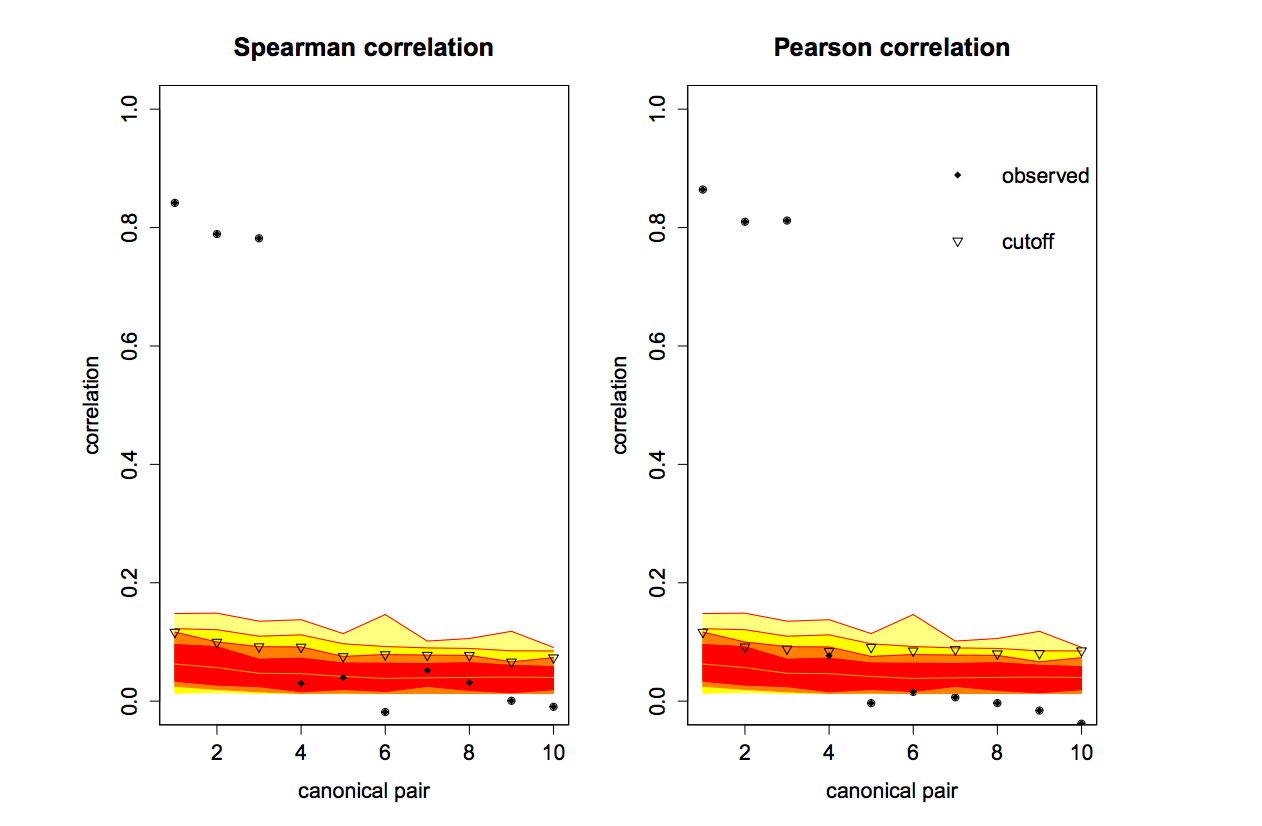 Spearman correlation
correlation
1.0
0.8
0.6
0.4
0.2
0.0
2 4 6 8 10
canonical pair
Pearson correlation
correlation
1.0
0.8
0.6
0.4
0.2
0.0
observed
cutoff
2 4 6 8 10
canonical pair